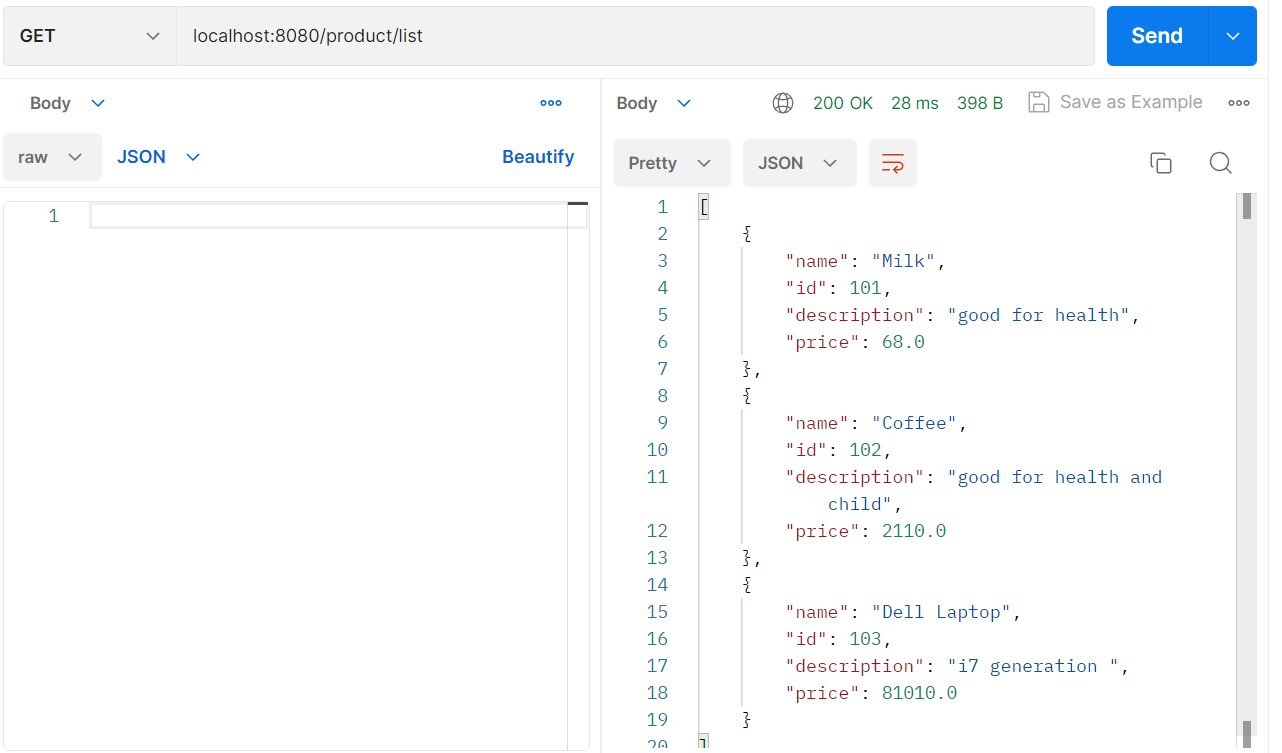 GET localhost:8080/product/list Send
Body ooo
raw JSON Beautify
1
Body 200 OK 28 ms 398 B Save as Example ooo
Pretty JSON
1 [
2 {
3 "name": "Milk",
4 "id": 101,
5 "description": "good for health",
6 "price": 68.0
7 },
8 {
9 "name": "Coffee",
10 "id": 102,
11 "description": "good for health and
child",
12 "price": 2110.0
13 },
14 {
15 "name": "Dell Laptop",
16 "id": 103,
17 "description": "i7 generation ",
18 "price": 81010.0
19 }
20 ]